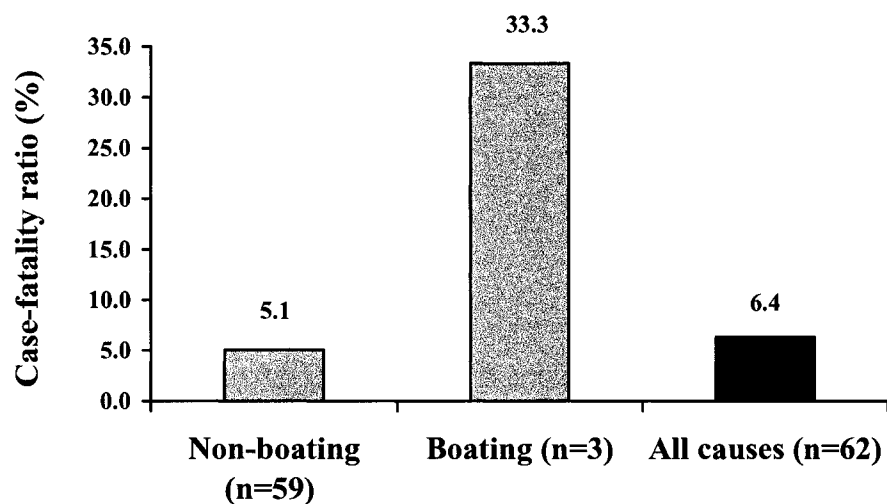 Case-fatality ratio (%)
35.0
30.0
25.0
20.0
15.0
10.0
5.0
0.0
5.1
33.3
6.4
Non-boating
(n=59)
Boating (n=3)
All causes (n=62)